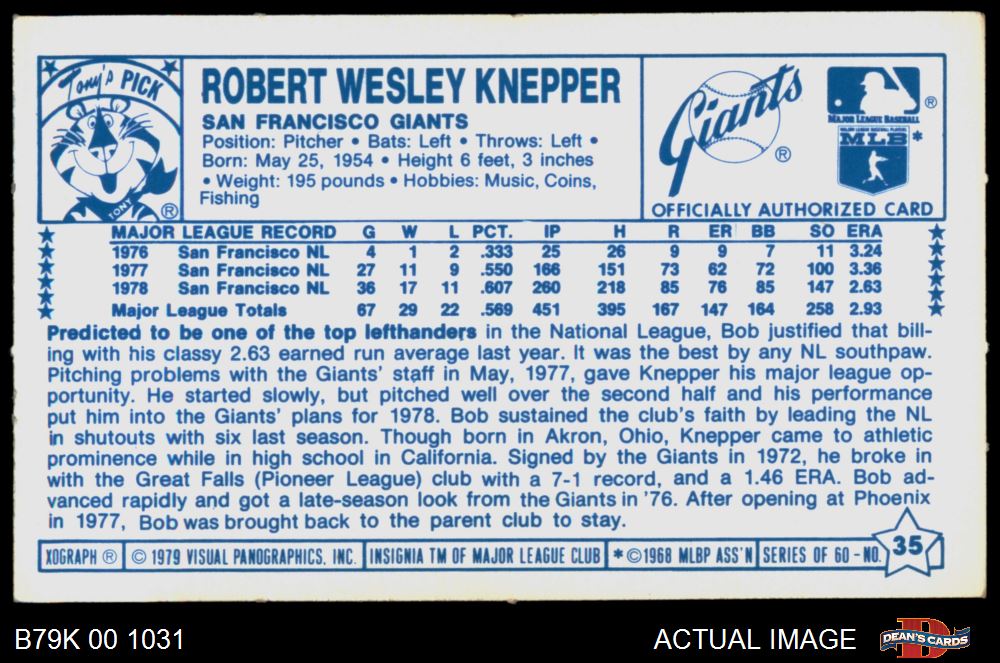 Tony's PICK
TONY
®
ROBERT WESLEY KNEPPER
SAN FRANCISCO GIANTS
Position: Pitcher • Bats: Left • Throws: Left •
Born: May 25, 1954 • Height 6 feet, 3 inches
• Weight: 195 pounds • Hobbies: Music, Coins,
Fishing
Giants ®
MAJOR LEAGUE BASEBALL ®
MAJOR LEAGUE BASEBALL PLAYERS
MLB *
OFFICIALLY AUTHORIZED CARD
MAJOR LEAGUE RECORD G W L PCT. IP H R ER BB SO ERA
1976 San Francisco NL 4 1 2 .333 25 26 9 9 7 11 3.24
1977 San Francisco NL 27 11 9 .550 166 151 73 62 72 100 3.36
1978 San Francisco NL 36 17 11 .607 260 218 85 76 85 147 2.63
Major League Totals 67 29 22 .569 451 395 167 147 164 258 2.93
Predicted to be one of the top lefthanders in the National League, Bob justified that bill-
ing with his classy 2.63 earned run average last year. It was the best by any NL southpaw.
Pitching problems with the Giants' staff in May, 1977, gave Knepper his major league op-
portunity. He started slowly, but pitched well over the second half and his performance
put him into the Giants' plans for 1978. Bob sustained the club's faith by leading the NL
in shutouts with six last season. Though born in Akron, Ohio, Knepper came to athletic
prominence while in high school in California. Signed by the Giants in 1972, he broke in
with the Great Falls (Pioneer League) club with a 7-1 record, and a 1.46 ERA. Bob ad-
vanced rapidly and got a late-season look from the Giants in '76. After opening at Phoenix
in 1977, Bob was brought back to the parent club to stay.
XOGRAPH ® © 1979 VISUAL PANOGRAPHICS, INC. INSIGNIA TM OF MAJOR LEAGUE CLUB *©1968 MLBP ASS'N SERIES OF 60 - NO. 35
B79K 00 1031 ACTUAL IMAGE DEAN'S CARDS